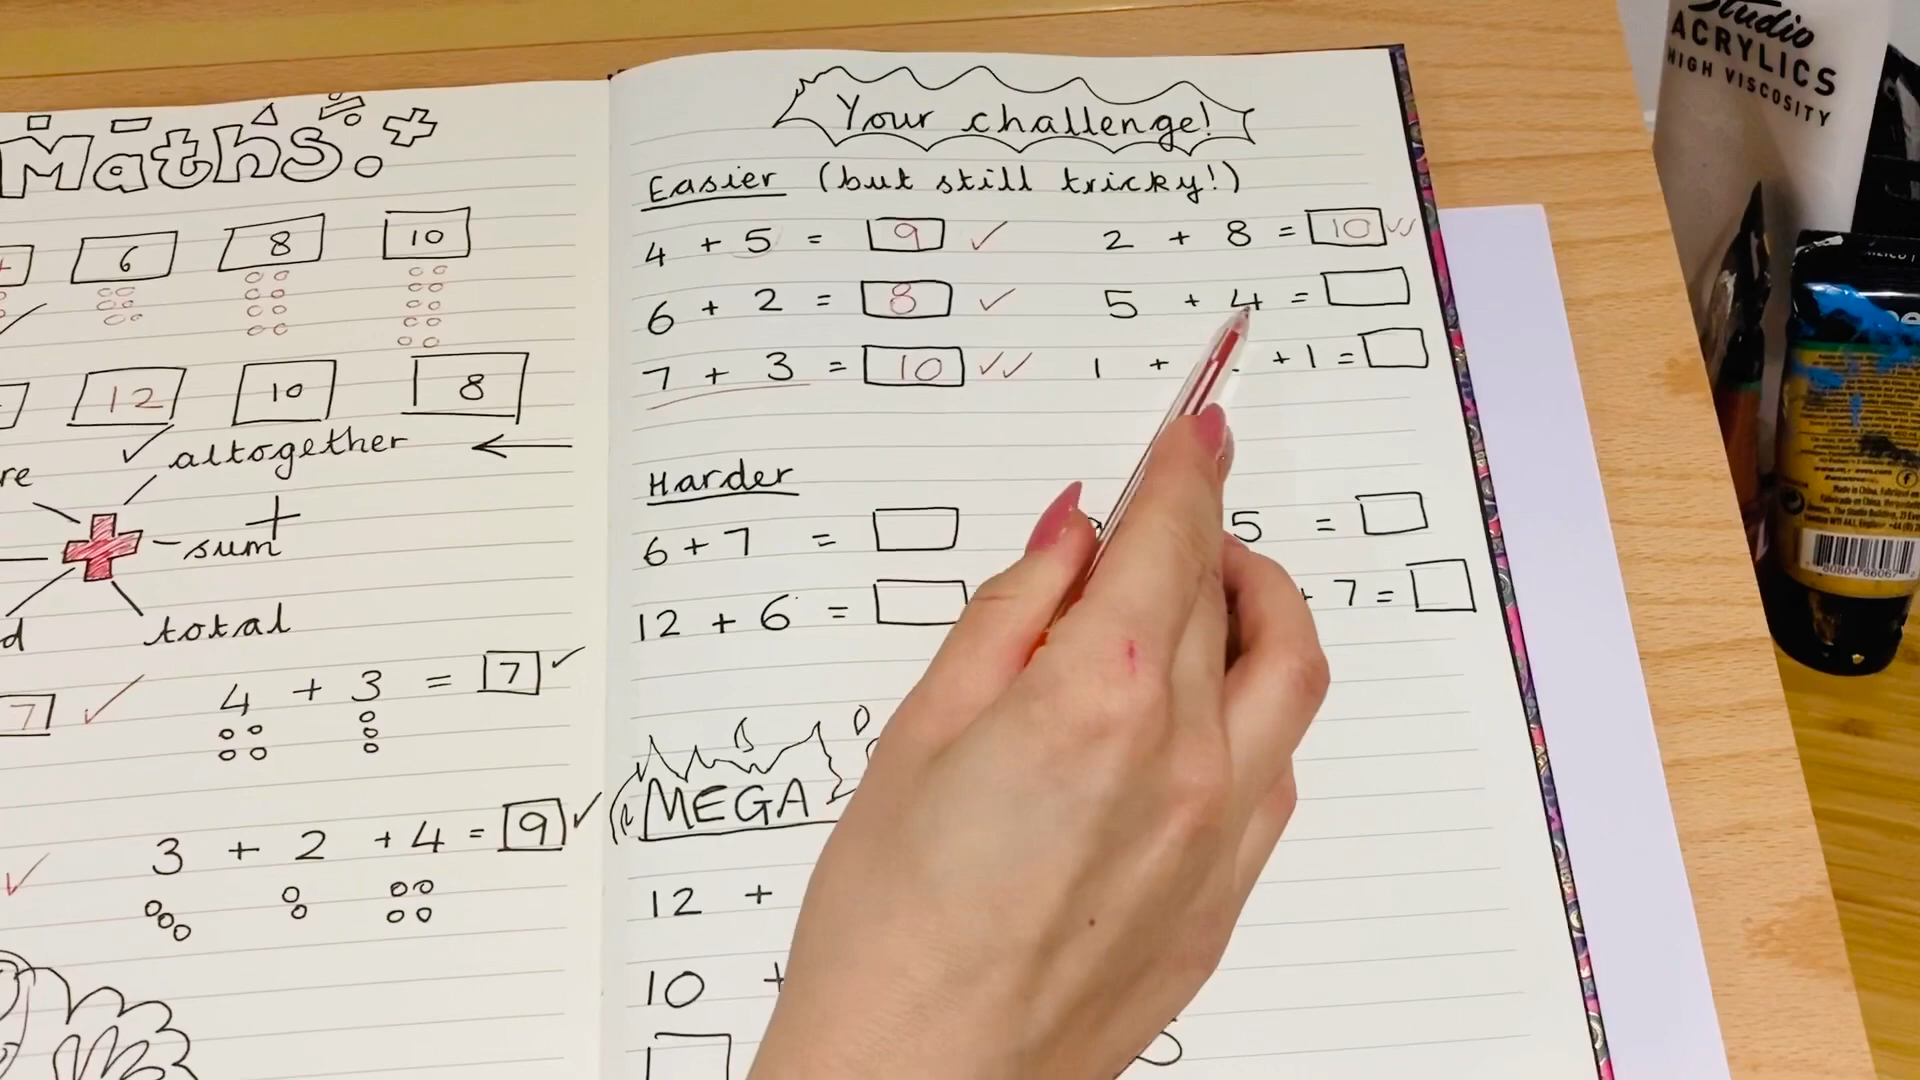 Maths.
6 8 10
12 10 8
altogether
sum
total
7 4 + 3 = 7
3 + 2 + 4 = 9
Your challenge!
Easier (but still tricky!)
4 + 5 = 9 2 + 8 = 10
6 + 2 = 8 5 + 4 =
7 + 3 = 10 1 + + 1 =
Harder
6 + 7 = 5 =
12 + 6 = + 7 =
MEGA
12 +
10 +
Studio
ACRYLICS
HIGH VISCOSITY